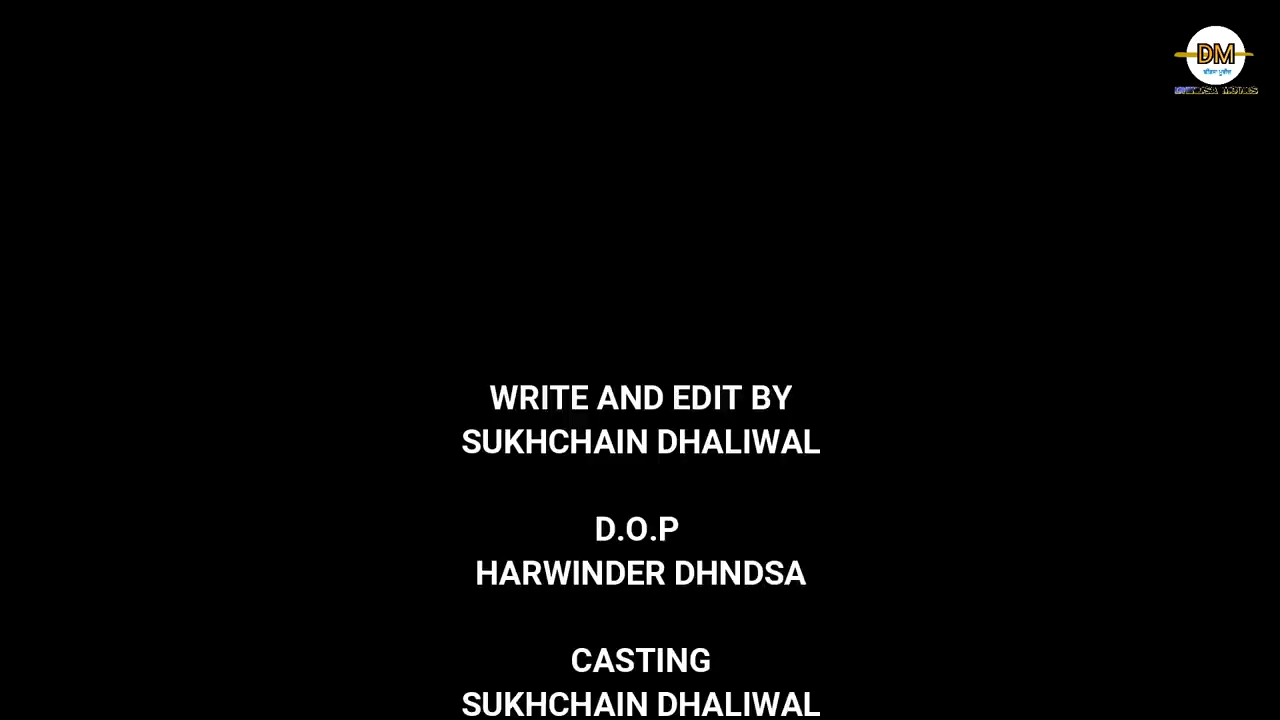 DM
WRITE AND EDIT BY
SUKHCHAIN DHALIWAL
D.O.P
HARWINDER DHNDSA
CASTING
SUKHCHAIN DHALIWAL